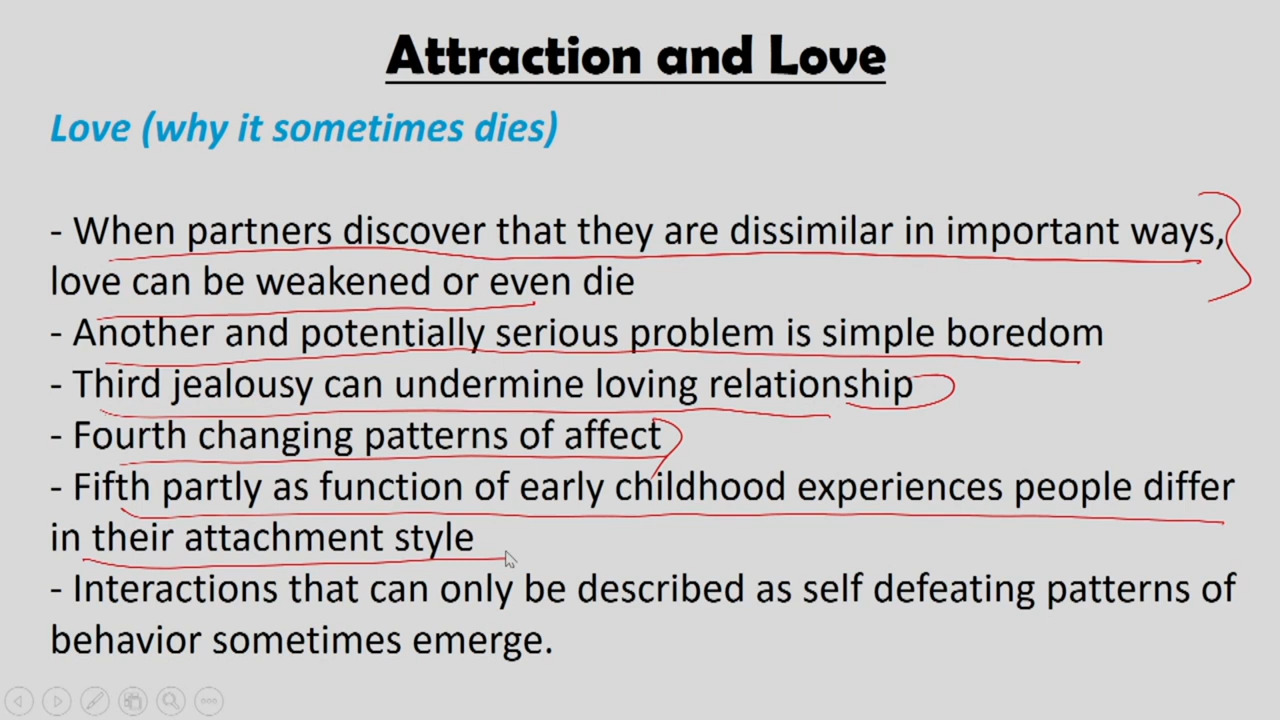 Attraction and Love
Love (why it sometimes dies)
- When partners discover that they are dissimilar in important ways,
love can be weakened or even die
- Another and potentially serious problem is simple boredom
- Third jealousy can undermine loving relationship
- Fourth changing patterns of affect
- Fifth partly as function of early childhood experiences people differ
in their attachment style
- Interactions that can only be described as self defeating patterns of
behavior sometimes emerge.